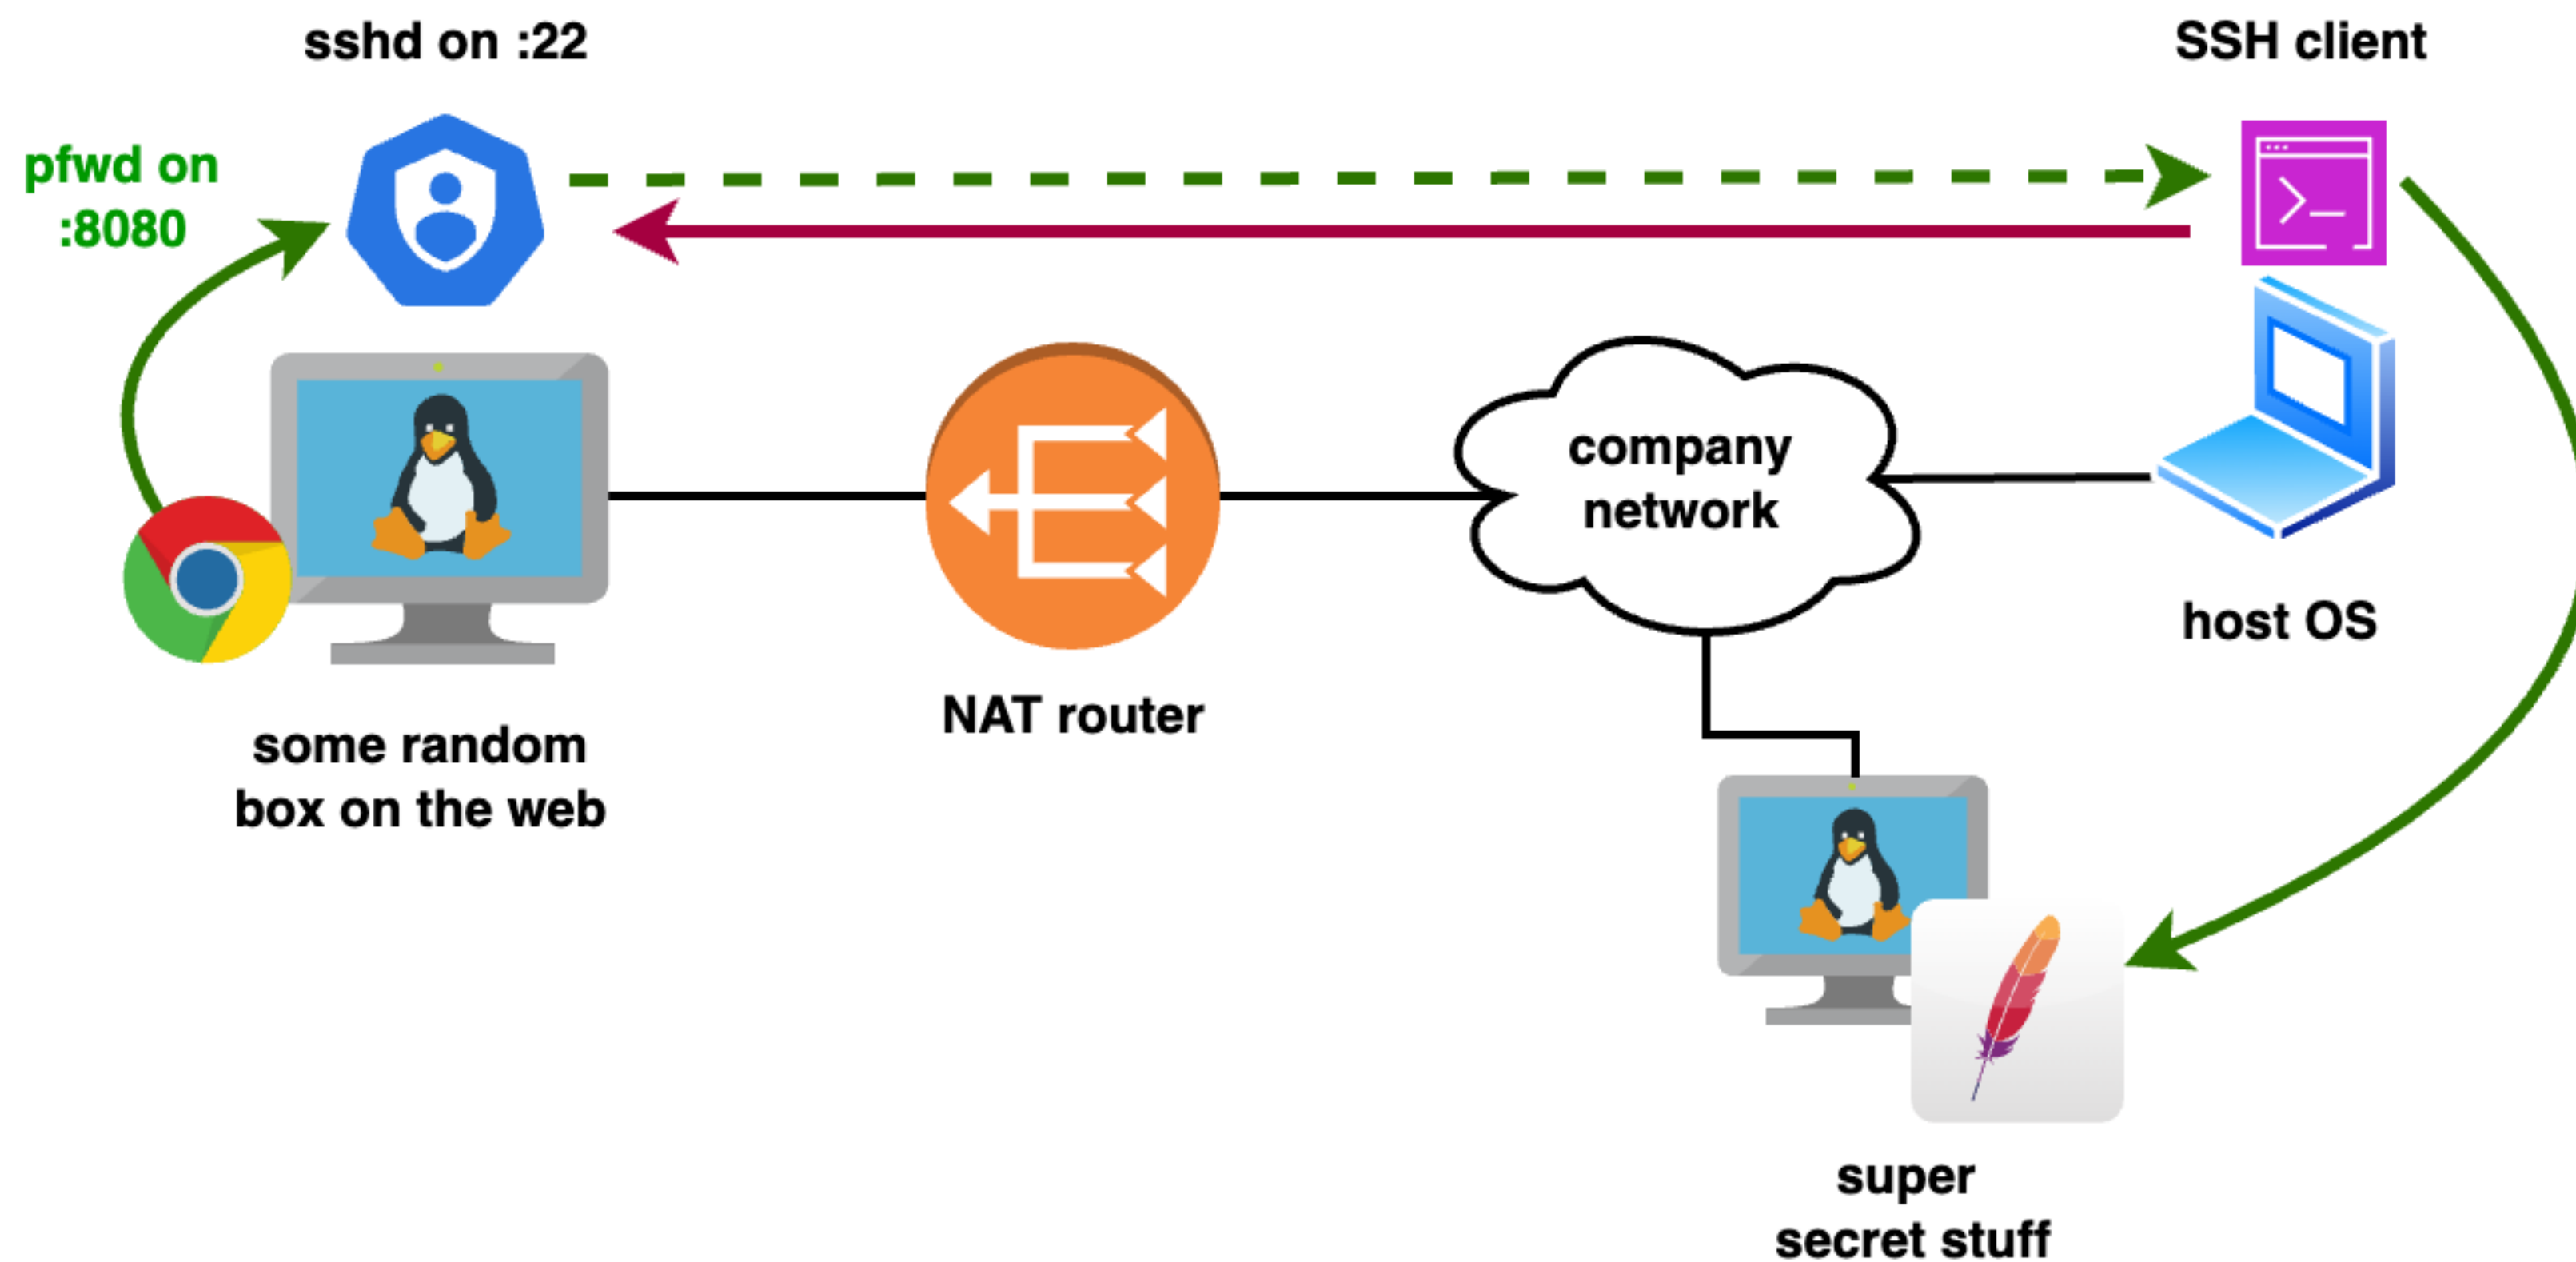 sshd on :22
SSH client
pfwd on
:8080
company
network
host OS
NAT router
some random
box on the web
super
secret stuff